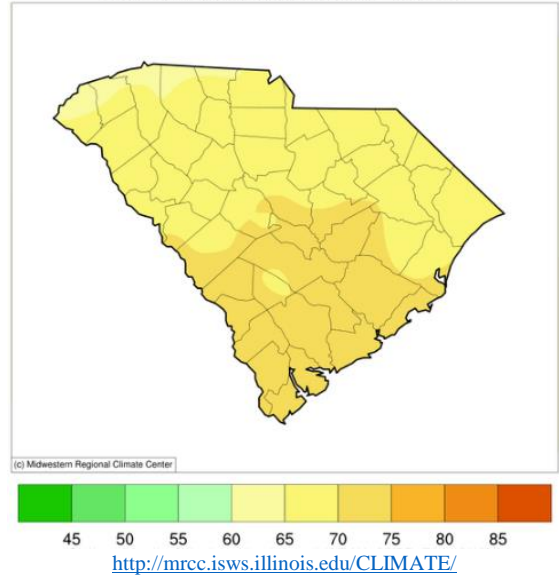 (c) Midwestern Regional Climate Center
45 50 55 60 65 70 75 80 85
http://mrcc.isws.illinois.edu/CLIMATE/